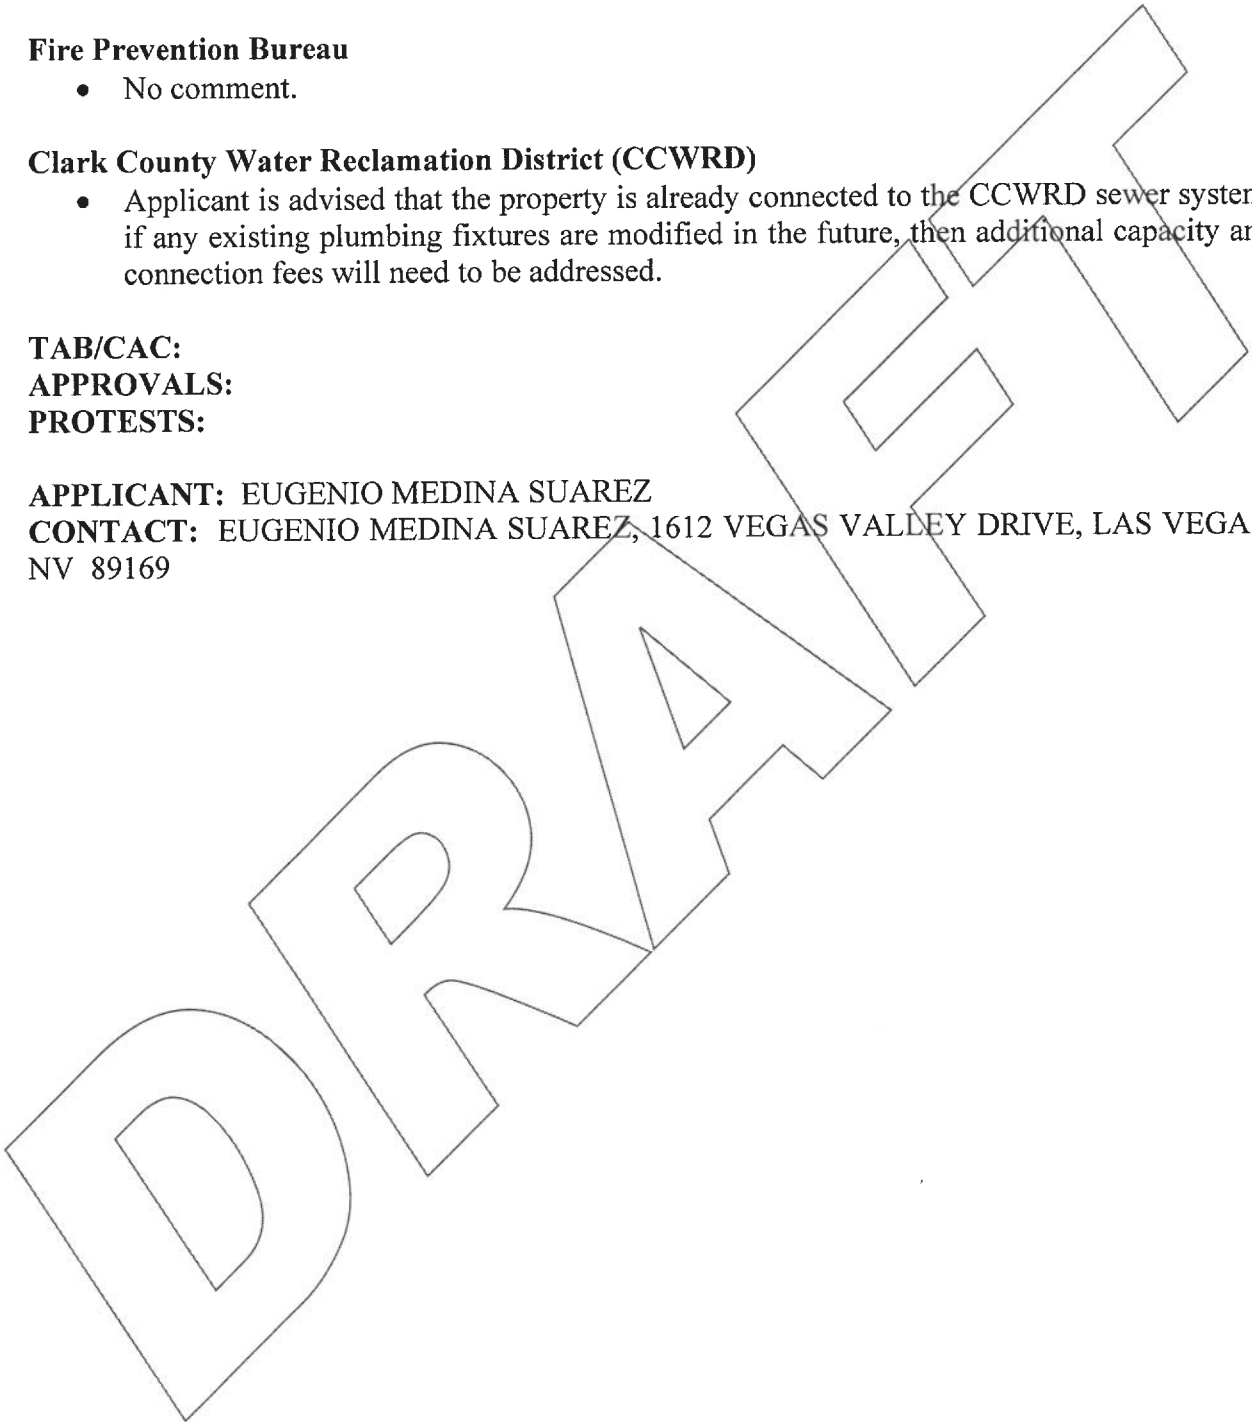 Fire Prevention Bureau
• No comment.
Clark County Water Reclamation District (CCWRD)
• Applicant is advised that the property is already connected to the CCWRD sewer
if any existing plumbing fixtures are modified in the future, then additional capacity
connection fees will need to be addressed.
TAB/CAC:
APPROVALS:
PROTESTS:
APPLICANT: EUGENIO MEDINA SUAREZ
CONTACT: EUGENIO MEDINA SUAREZ, 1612 VEGAS VALLEY DRIVE, LAS VEGA
NV 89169
DRAFT